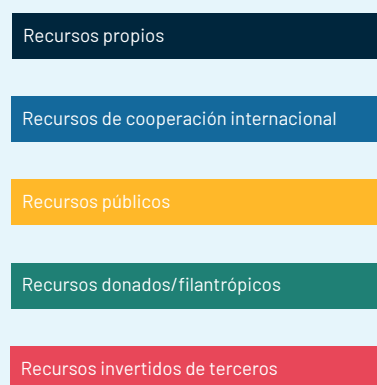 Recursos propios
Recursos de cooperación internacional
Recursos públicos
Recursos donados/filantrópicos
Recursos invertidos de terceros